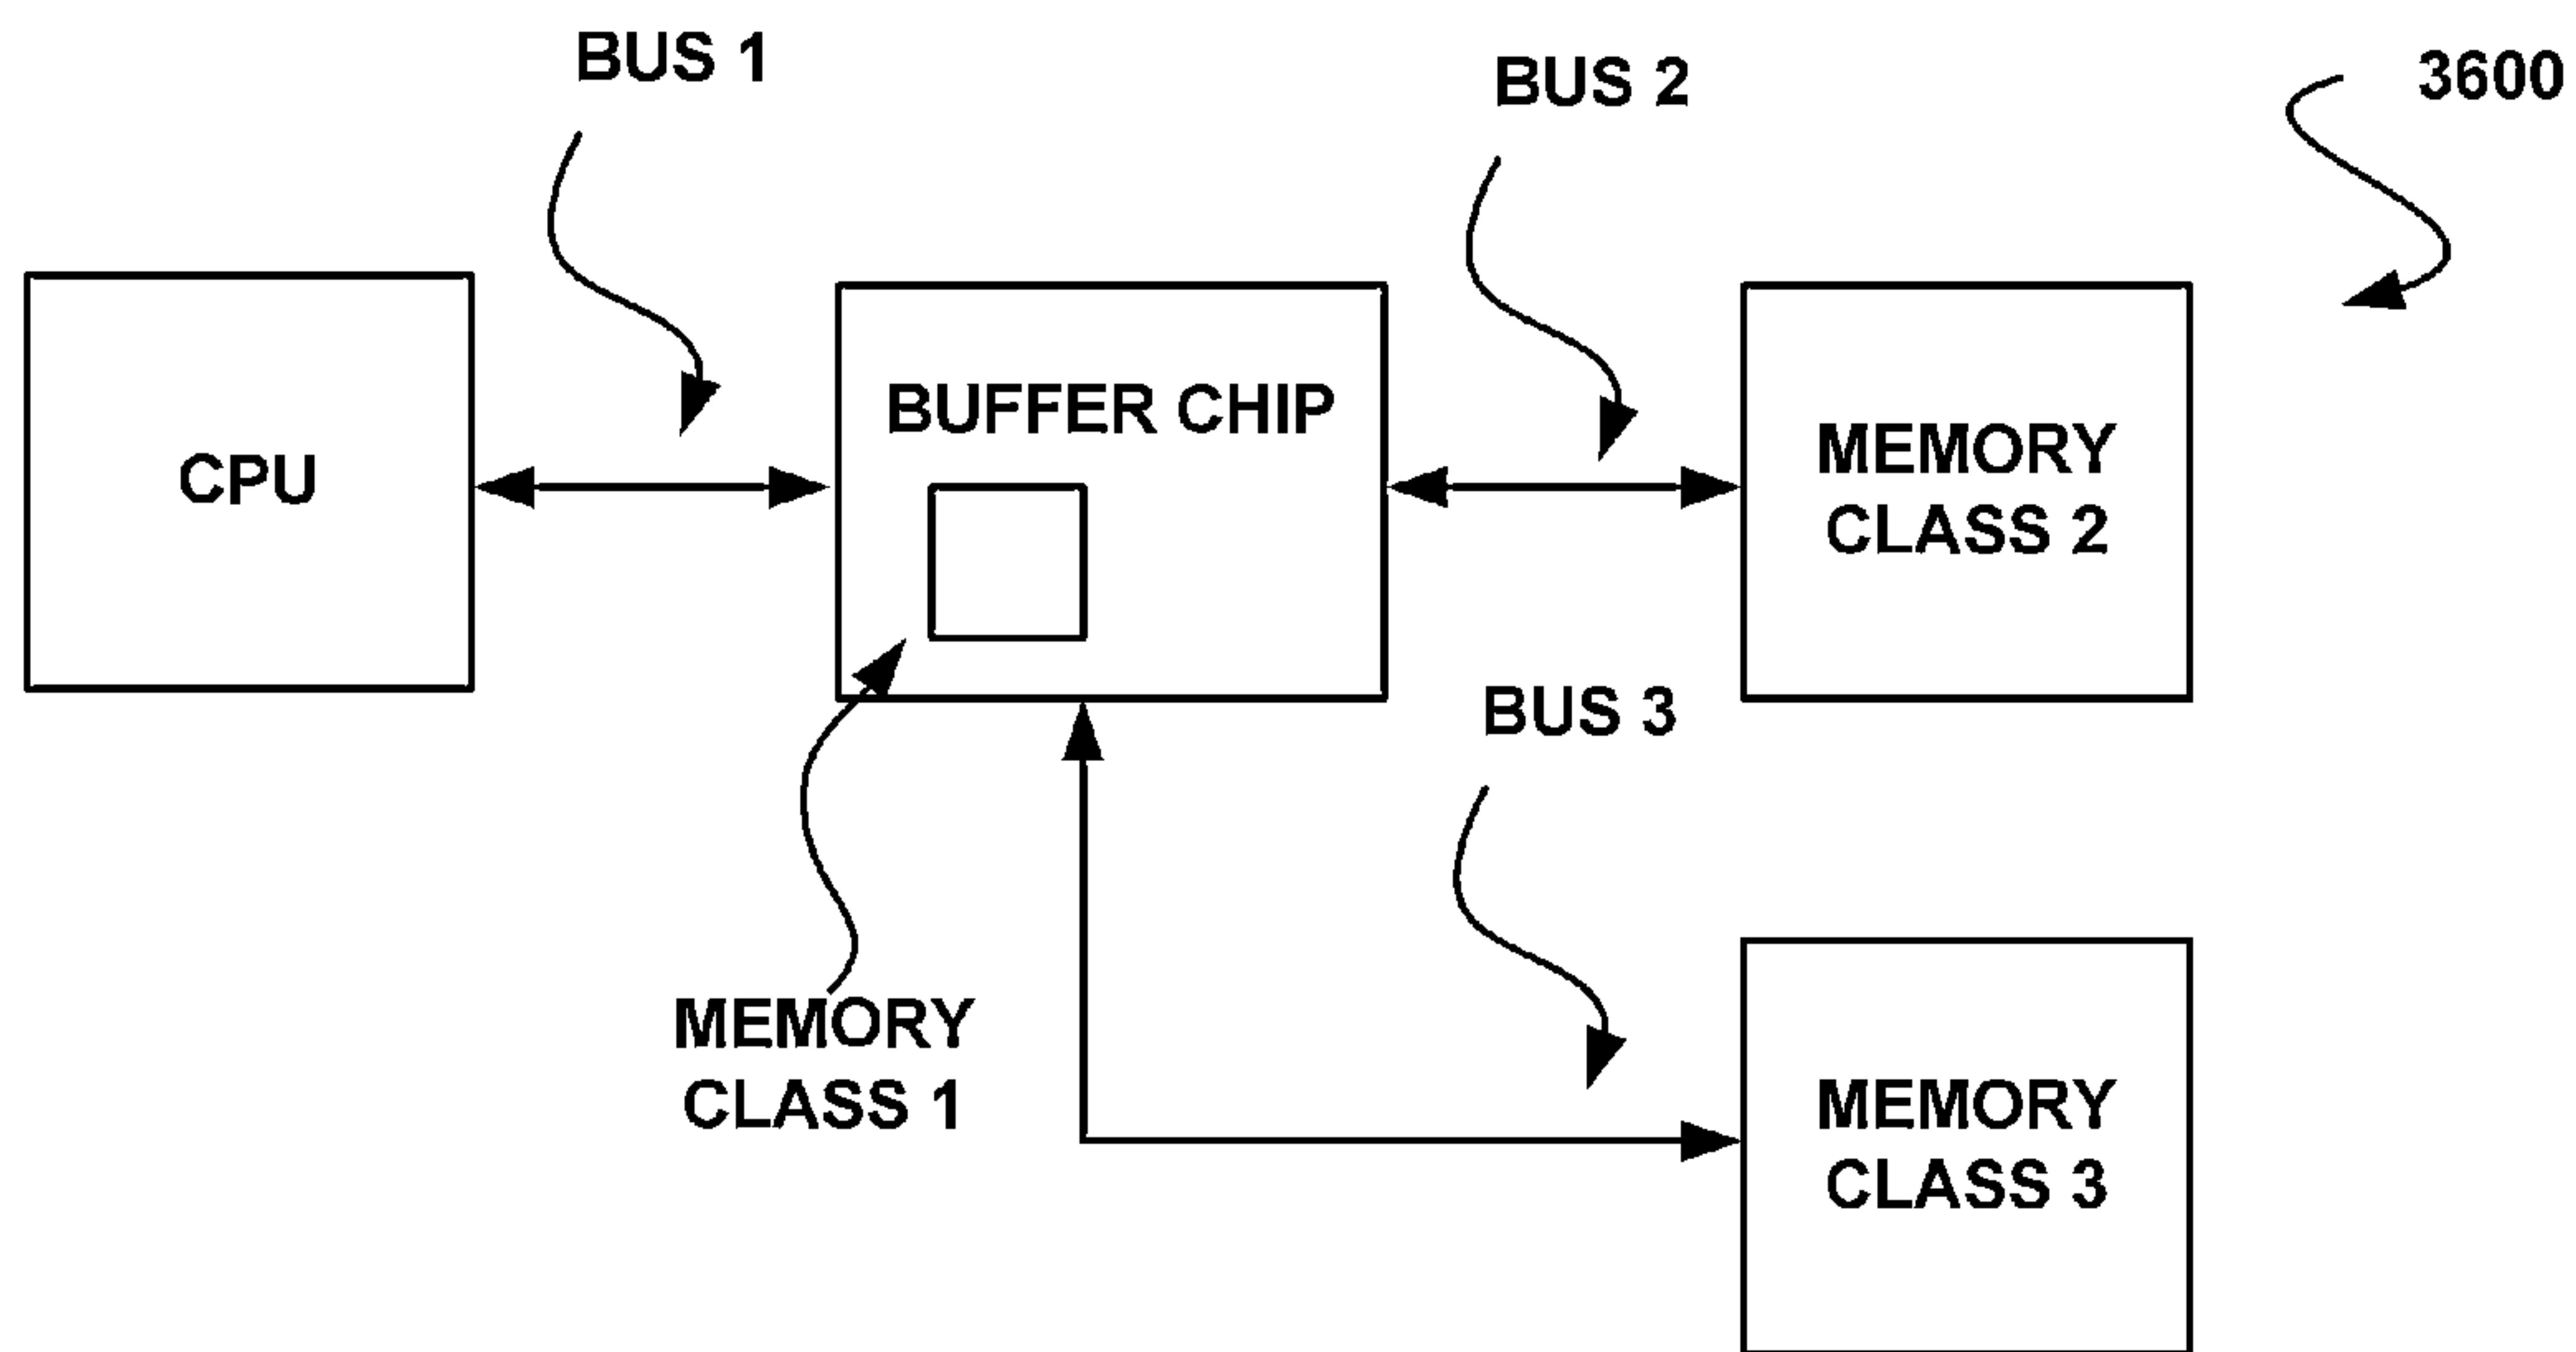 BUS 1
BUS 2
3600
CPU
BUFFER CHIP
MEMORY
CLASS 2
BUS 3
MEMORY
CLASS 1
MEMORY
CLASS 3